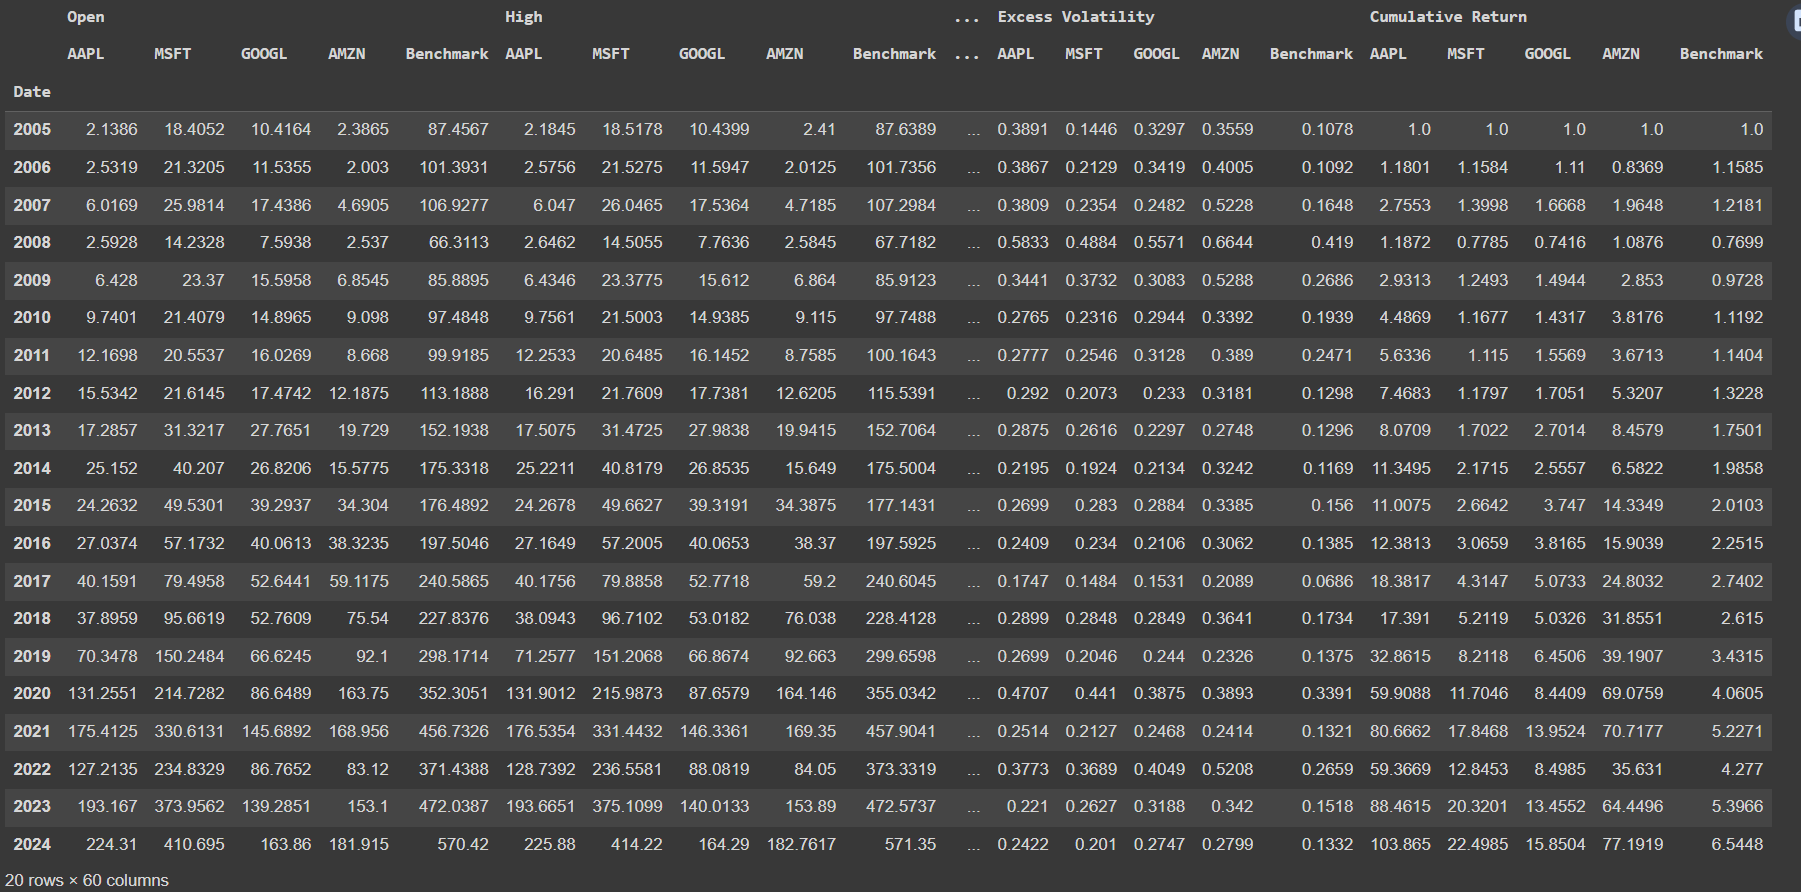 Open High ... Excess Volatility Cumulative Return
AAPL MSFT GOOGL AMZN Benchmark AAPL MSFT GOOGL AMZN Benchmark ... AAPL MSFT GOOGL AMZN Benchmark AAPL MSFT GOOGL AMZN Benchmark
Date
2005 2.1386 18.4052 10.4164 2.3865 87.4567 2.1845 18.5178 10.4399 2.41 87.6389 ... 0.3891 0.1446 0.3297 0.3559 0.1078 1.0 1.0 1.0 1.0 1.0
2006 2.5319 21.3205 11.5355 2.003 101.3931 2.5756 21.5275 11.5947 2.0125 101.7356 ... 0.3867 0.2129 0.3419 0.4005 0.1092 1.1801 1.1584 1.11 0.8369 1.1585
2007 6.0169 25.9814 17.4386 4.6905 106.9277 6.047 26.0465 17.5364 4.7185 107.2984 ... 0.3809 0.2354 0.2482 0.5228 0.1648 2.7553 1.3998 1.6668 1.9648 1.2181
2008 2.5928 14.2328 7.5938 2.537 66.3113 2.6462 14.5055 7.7636 2.5845 67.7182 ... 0.5833 0.4884 0.5571 0.6644 0.419 1.1872 0.7785 0.7416 1.0876 0.7699
2009 6.428 23.37 15.5958 6.8545 85.8895 6.4346 23.3775 15.612 6.864 85.9123 ... 0.3441 0.3732 0.3083 0.5288 0.2686 2.9313 1.2493 1.4944 2.853 0.9728
2010 9.7401 21.4079 14.8965 9.098 97.4848 9.7561 21.5003 14.9385 9.115 97.7488 ... 0.2765 0.2316 0.2944 0.3392 0.1939 4.4869 1.1677 1.4317 3.8176 1.1192
2011 12.1698 20.5537 16.0269 8.668 99.9185 12.2533 20.6485 16.1452 8.7585 100.1643 ... 0.2777 0.2546 0.3128 0.389 0.2471 5.6336 1.115 1.5569 3.6713 1.1404
2012 15.5342 21.6145 17.4742 12.1875 113.1888 16.291 21.7609 17.7381 12.6205 115.5391 ... 0.292 0.2073 0.233 0.3181 0.1298 7.4683 1.1797 1.7051 5.3207 1.3228
2013 17.2857 31.3217 27.7651 19.729 152.1938 17.5075 31.4725 27.9838 19.9415 152.7064 ... 0.2875 0.2616 0.2297 0.2748 0.1296 8.0709 1.7022 2.7014 8.4579 1.7501
2014 25.152 40.207 26.8206 15.5775 175.3318 25.2211 40.8179 26.8535 15.649 175.5004 ... 0.2195 0.1924 0.2134 0.3242 0.1169 11.3495 2.1715 2.5557 6.5822 1.9858
2015 24.2632 49.5301 39.2937 34.304 176.4892 24.2678 49.6627 39.3191 34.3875 177.1431 ... 0.2699 0.283 0.2884 0.3385 0.156 11.0075 2.6642 3.747 14.3349 2.0103
2016 27.0374 57.1732 40.0613 38.3235 197.5046 27.1649 57.2005 40.0653 38.37 197.5925 ... 0.2409 0.234 0.2106 0.3062 0.1385 12.3813 3.0659 3.8165 15.9039 2.2515
2017 40.1591 79.4958 52.6441 59.1175 240.5865 40.1756 79.8858 52.7718 59.2 240.6045 ... 0.1747 0.1484 0.1531 0.2089 0.0686 18.3817 4.3147 5.0733 24.8032 2.7402
2018 37.8959 95.6619 52.7609 75.54 227.8376 38.0943 96.7102 53.0182 76.038 228.4128 ... 0.2899 0.2848 0.2849 0.3641 0.1734 17.391 5.2119 5.0326 31.8551 2.615
2019 70.3478 150.2484 66.6245 92.1 298.1714 71.2577 151.2068 66.8674 92.663 299.6598 ... 0.2699 0.2046 0.244 0.2326 0.1375 32.8615 8.2118 6.4506 39.1907 3.4315
2020 131.2551 214.7282 86.6489 163.75 352.3051 131.9012 215.9873 87.6579 164.146 355.0342 ... 0.4707 0.441 0.3875 0.3893 0.3391 59.9088 11.7046 8.4409 69.0759 4.0605
2021 175.4125 330.6131 145.6892 168.956 456.7326 176.5354 331.4432 146.3361 169.35 457.9041 ... 0.2514 0.2127 0.2468 0.2414 0.1321 80.6662 17.8468 13.9524 70.7177 5.2271
2022 127.2135 234.8329 86.7652 83.12 371.4388 128.7392 236.5581 88.0819 84.05 373.3319 ... 0.3773 0.3689 0.4049 0.5208 0.2659 59.3669 12.8453 8.4985 35.631 4.277
2023 193.167 373.9562 139.2851 153.1 472.0387 193.6651 375.1099 140.0133 153.89 472.5737 ... 0.221 0.2627 0.3188 0.342 0.1518 88.4615 20.3201 13.4552 64.4496 5.3966
2024 224.31 410.695 163.86 181.915 570.42 225.88 414.22 164.29 182.7617 571.35 ... 0.2422 0.201 0.2747 0.2799 0.1332 103.865 22.4985 15.8504 77.1919 6.5448
20 rows × 60 columns